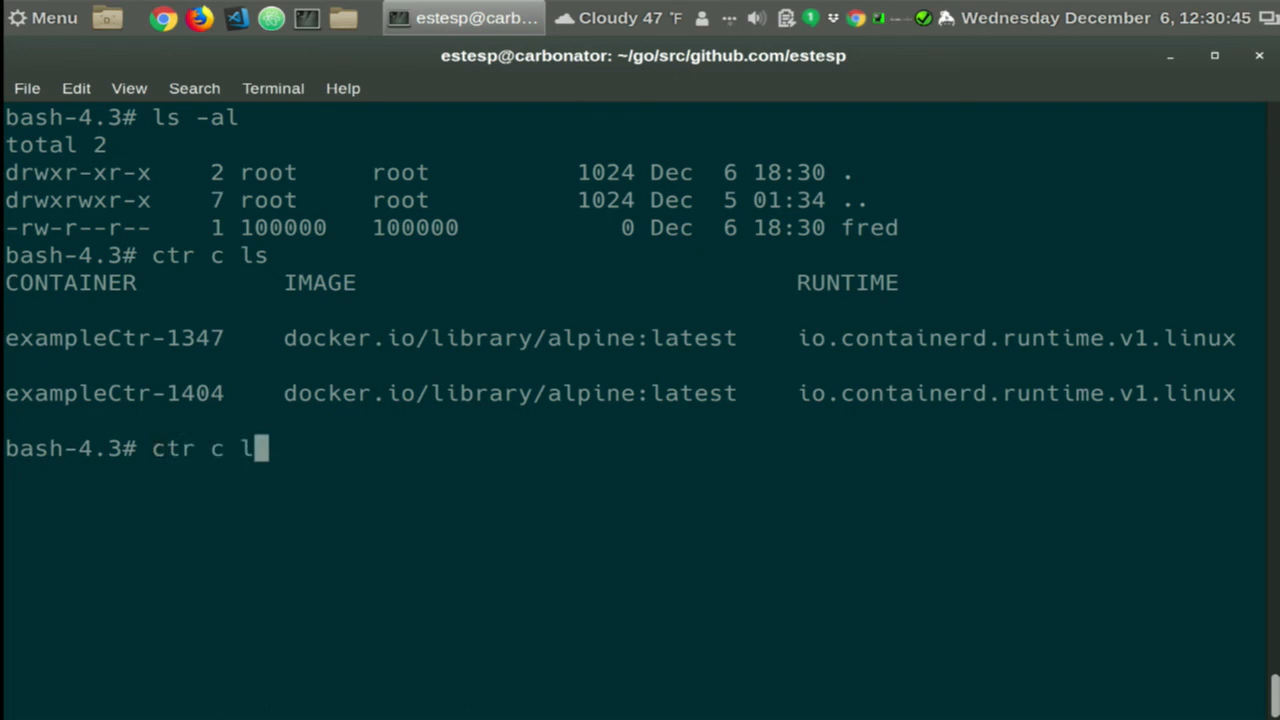 Menu estesp@carb... Cloudy 47 °F 1 Wednesday December 6, 12:30:45
estesp@carbonator: ~/go/src/github.com/estesp
File Edit View Search Terminal Help
bash-4.3# ls -al
total 2
drwxr-xr-x 2 root root 1024 Dec 6 18:30 .
drwxrwxr-x 7 root root 1024 Dec 5 01:34 ..
-rw-r--r-- 1 100000 100000 0 Dec 6 18:30 fred
bash-4.3# ctr c ls
CONTAINER IMAGE RUNTIME
exampleCtr-1347 docker.io/library/alpine:latest io.containerd.runtime.v1.linux
exampleCtr-1404 docker.io/library/alpine:latest io.containerd.runtime.v1.linux
bash-4.3# ctr c l